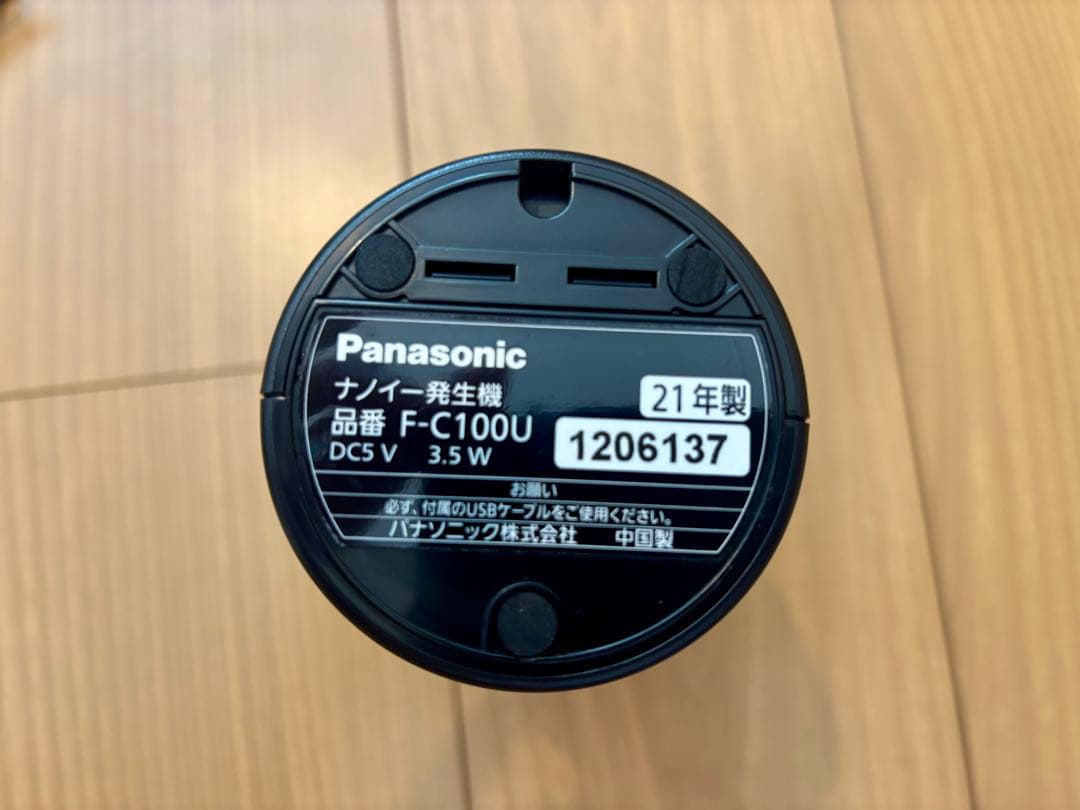 Panasonic
ナノイー発生機
21年製
品番 F-C100U
1206137
DC5 V 3.5 W
お願い
必ず、付属のUSBケーブルをご使用ください。
パナソニック株式会社 中国製